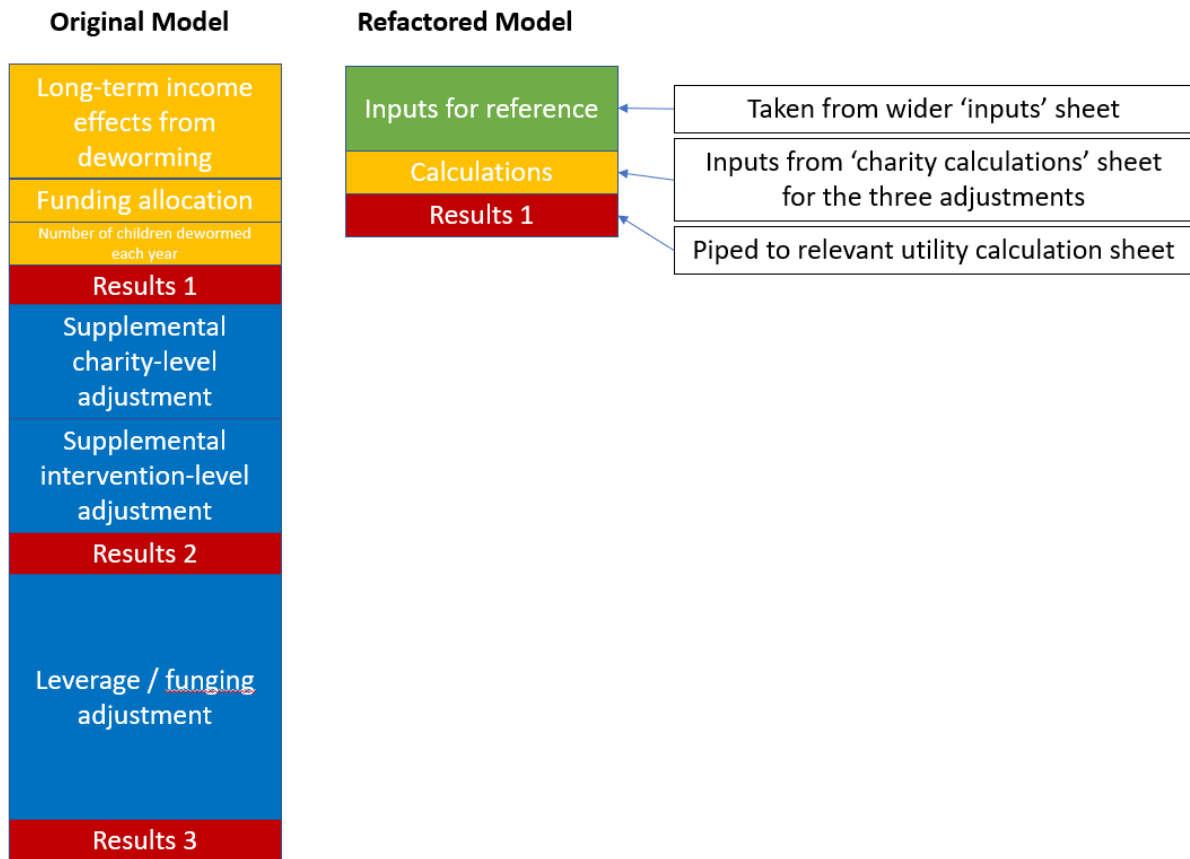 Original Model
Long-term income
effects from
deworming
Funding allocation
Number of children dewormed
each year
Results 1
Supplemental
charity-level
adjustment
Supplemental
intervention-level
adjustment
Results 2
Leverage / funging
adjustment
Results 3
Refactored Model
Inputs for reference
Calculations
Results 1
Taken from wider ‘inputs’ sheet
Inputs from ‘charity calculations’ sheet
for the three adjustments
Piped to relevant utility calculation sheet